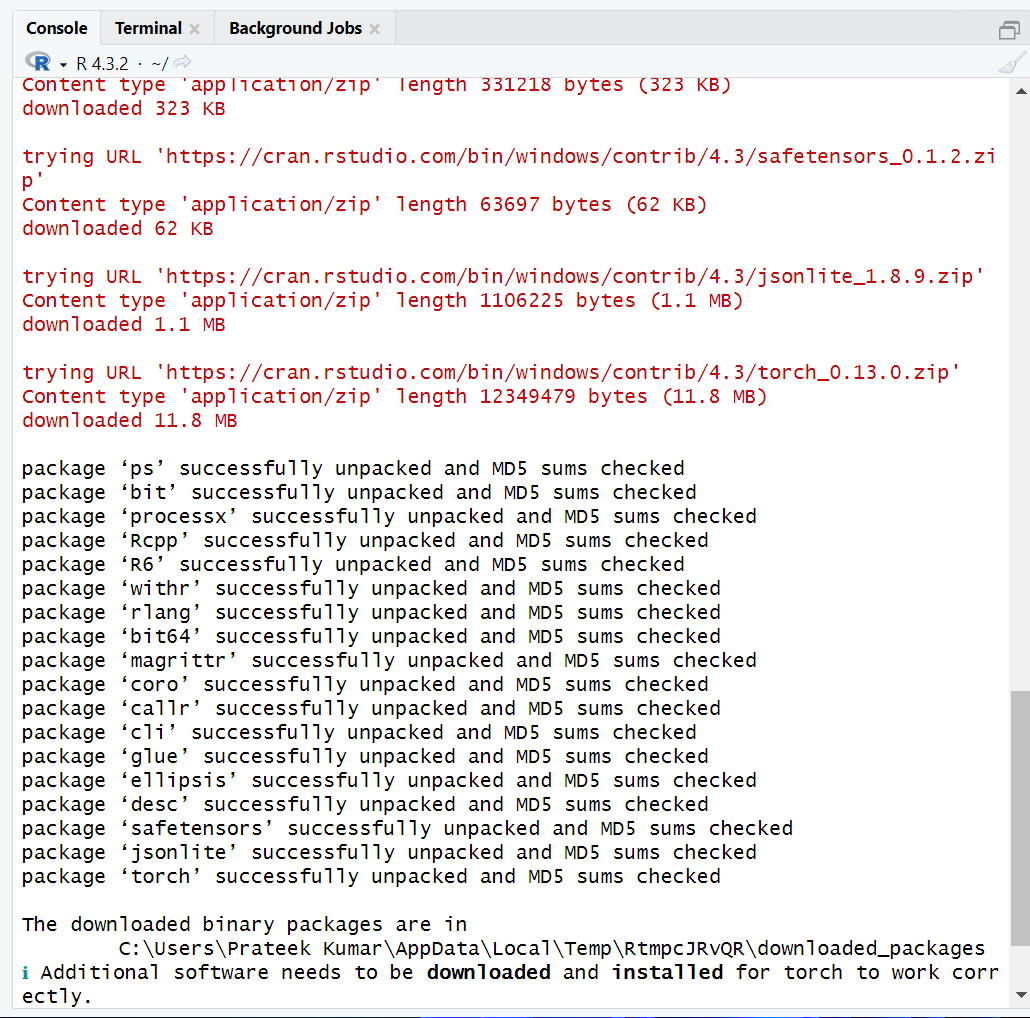 Console Terminal Background Jobs
R R 4.3.2 · ~/
Content type 'application/zip' length 331218 bytes (323 KB)
downloaded 323 KB
trying URL 'https://cran.rstudio.com/bin/windows/contrib/4.3/safetensors_0.1.2.zi
p'
Content type 'application/zip' length 63697 bytes (62 KB)
downloaded 62 KB
trying URL 'https://cran.rstudio.com/bin/windows/contrib/4.3/jsonlite_1.8.9.zip'
Content type 'application/zip' length 1106225 bytes (1.1 MB)
downloaded 1.1 MB
trying URL 'https://cran.rstudio.com/bin/windows/contrib/4.3/torch_0.13.0.zip'
Content type 'application/zip' length 12349479 bytes (11.8 MB)
downloaded 11.8 MB
package ‘ps’ successfully unpacked and MD5 sums checked
package ‘bit’ successfully unpacked and MD5 sums checked
package ‘processx’ successfully unpacked and MD5 sums checked
package ‘Rcpp’ successfully unpacked and MD5 sums checked
package ‘R6’ successfully unpacked and MD5 sums checked
package ‘withr’ successfully unpacked and MD5 sums checked
package ‘rlang’ successfully unpacked and MD5 sums checked
package ‘bit64’ successfully unpacked and MD5 sums checked
package ‘magrittr’ successfully unpacked and MD5 sums checked
package ‘coro’ successfully unpacked and MD5 sums checked
package ‘callr’ successfully unpacked and MD5 sums checked
package ‘cli’ successfully unpacked and MD5 sums checked
package ‘glue’ successfully unpacked and MD5 sums checked
package ‘ellipsis’ successfully unpacked and MD5 sums checked
package ‘desc’ successfully unpacked and MD5 sums checked
package ‘safetensors’ successfully unpacked and MD5 sums checked
package ‘jsonlite’ successfully unpacked and MD5 sums checked
package ‘torch’ successfully unpacked and MD5 sums checked
The downloaded binary packages are in
C:\Users\Prateek Kumar\AppData\Local\Temp\RtmpcJRvQR\downloaded_packages
ℹ Additional software needs to be downloaded and installed for torch to work corr
ectly.